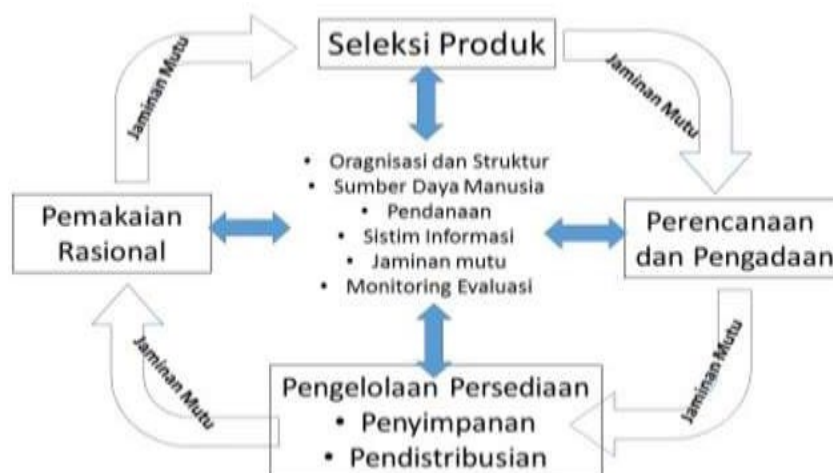 Seleksi Produk
Jaminan Mutu
Jaminan Mutu
• Oragnisasi dan Struktur
• Sumber Daya Manusia
• Pendanaan
• Sistim Informasi
• Jaminan mutu
• Monitoring Evaluasi
Pemakaian
Rasional
Perencanaan
dan Pengadaan
Jaminan Mutu
Jaminan Mutu
Pengelolaan Persediaan
• Penyimpanan
• Pendistribusian